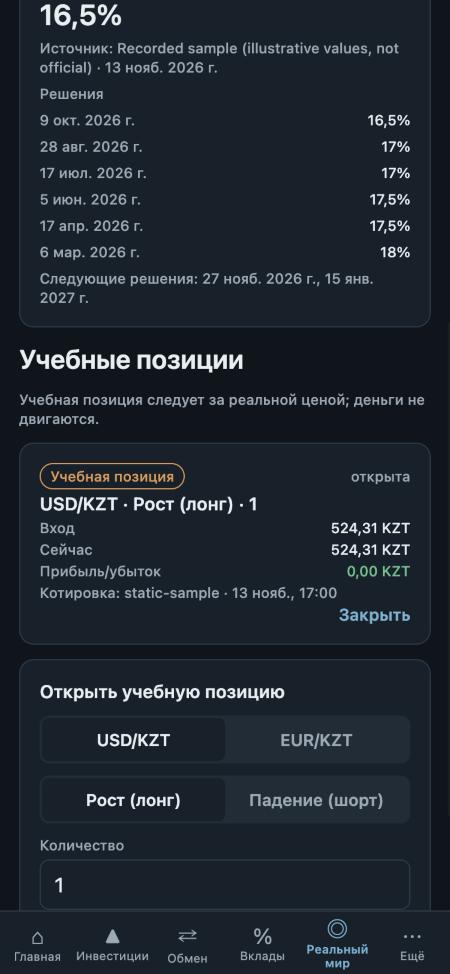 16,5%
Источник: Recorded sample (illustrative values, not
official) · 13 нояб. 2026 г.
Решения
9 окт. 2026 г. 16,5%
28 авг. 2026 г. 17%
17 июл. 2026 г. 17%
5 июн. 2026 г. 17,5%
17 апр. 2026 г. 17,5%
6 мар. 2026 г. 18%
Следующие решения: 27 нояб. 2026 г., 15 янв.
2027 г.
Учебные позиции
Учебная позиция следует за реальной ценой; деньги не
двигаются.
Учебная позиция открыта
USD/KZT · Рост (лонг) · 1
Вход 524,31 KZT
Сейчас 524,31 KZT
Прибыль/убыток 0,00 KZT
Котировка: static-sample · 13 нояб., 17:00
Закрыть
Открыть учебную позицию
USD/KZT EUR/KZT
Рост (лонг) Падение (шорт)
Количество
1
Главная Инвестиции Обмен % Вклады Реальный мир Ещё